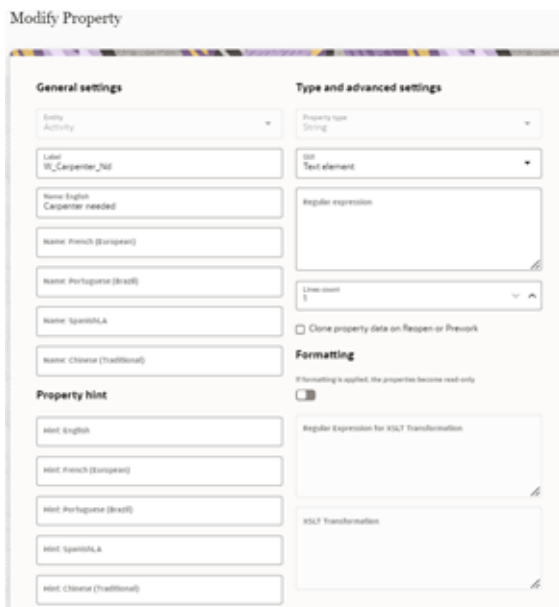 Modify Property
General settings
Entity
Activity
Label
W_Carpenter_Nd
Name: English
Carpenter needed
Name: French (European)
Name: Portuguese (Brazil)
Name: SpanishLA
Name: Chinese (Traditional)
Property hint
Hint: English
Hint: French (European)
Hint: Portuguese (Brazil)
Hint: SpanishLA
Hint: Chinese (Traditional)
Type and advanced settings
Property type
String
GUI
Text element
Regular expression
Lines count
1
Clone property data on Reopen or Prework
Formatting
If formatting is applied, the properties become read-only
Regular Expression for XSLT Transformation
XSLT Transformation